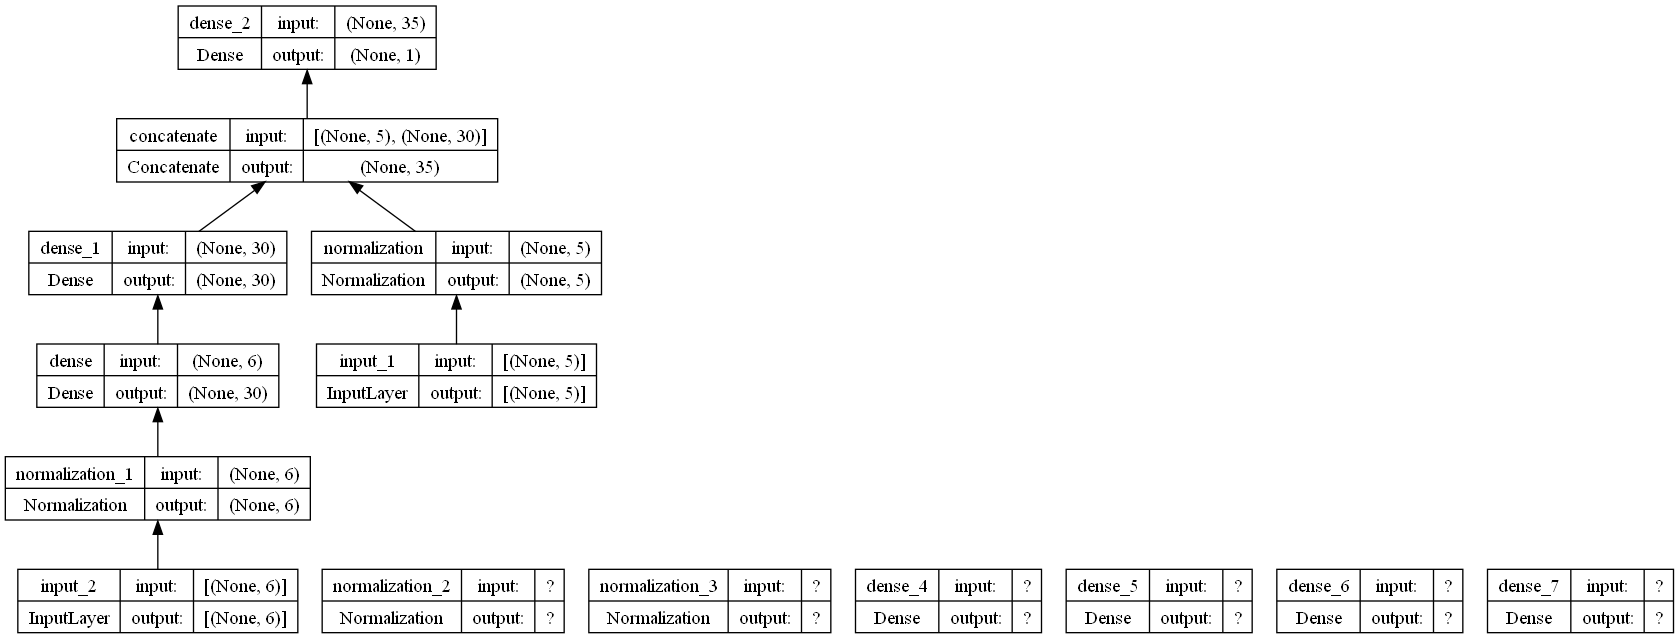 dense_2 input: (None, 35)
Dense output: (None, 1)
concatenate input: [(None, 5), (None, 30)]
Concatenate output: (None, 35)
dense_1 input: (None, 30)
Dense output: (None, 30)
normalization input: (None, 5)
Normalization output: (None, 5)
dense input: (None, 6)
Dense output: (None, 30)
input_1 input: [(None, 5)]
InputLayer output: [(None, 5)]
normalization_1 input: (None, 6)
Normalization output: (None, 6)
input_2 input: [(None, 6)]
InputLayer output: [(None, 6)]
normalization_2 input: ?
Normalization output: ?
normalization_3 input: ?
Normalization output: ?
dense_4 input: ?
Dense output: ?
dense_5 input: ?
Dense output: ?
dense_6 input: ?
Dense output: ?
dense_7 input: ?
Dense output: ?